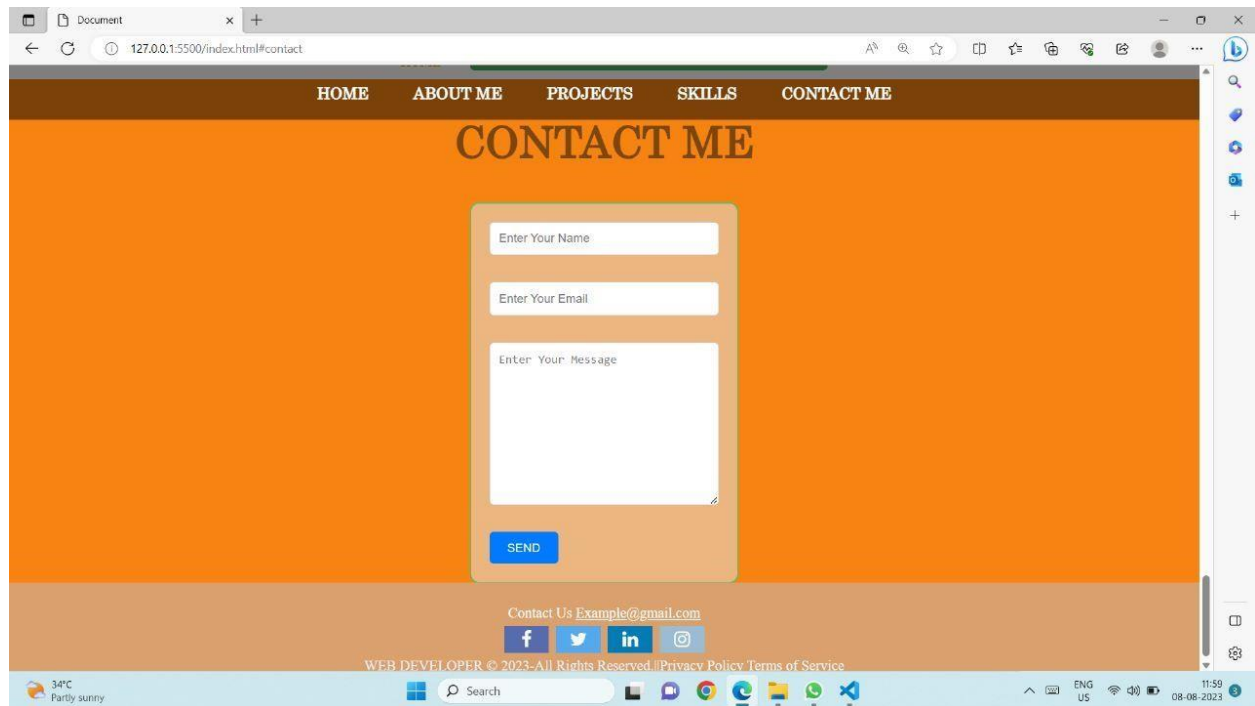 Document
127.0.0.1:5500/index.html#contact
HOME ABOUT ME PROJECTS SKILLS CONTACT ME
CONTACT ME
Enter Your Name
Enter Your Email
Enter Your Message
SEND
Contact Us Example@gmail.com
f in
WEB DEVELOPER © 2023-All Rights Reserved.||Privacy Policy Terms of Service
34°C
Partly sunny
Search
ENG
US
11:59
08-08-2023
3